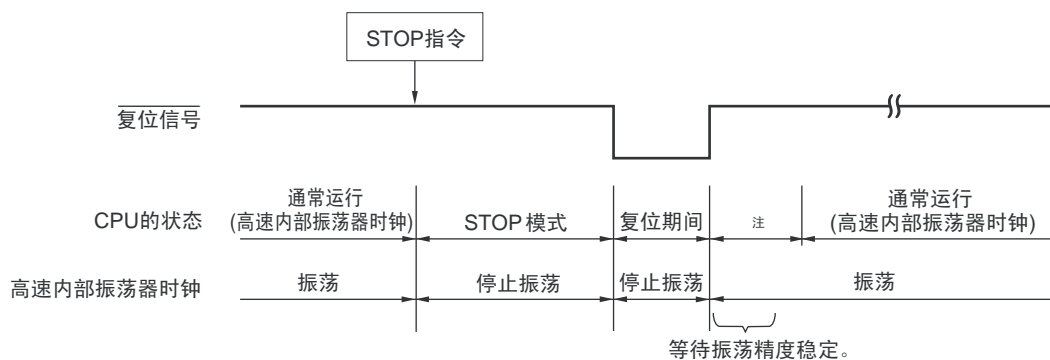 STOP指令
复位信号
CPU的状态
通常运行
(高速内部振荡器时钟)
STOP模式
复位期间
注
通常运行
(高速内部振荡器时钟)
高速内部振荡器时钟
振荡
停止振荡
停止振荡
振荡
等待振荡精度稳定。